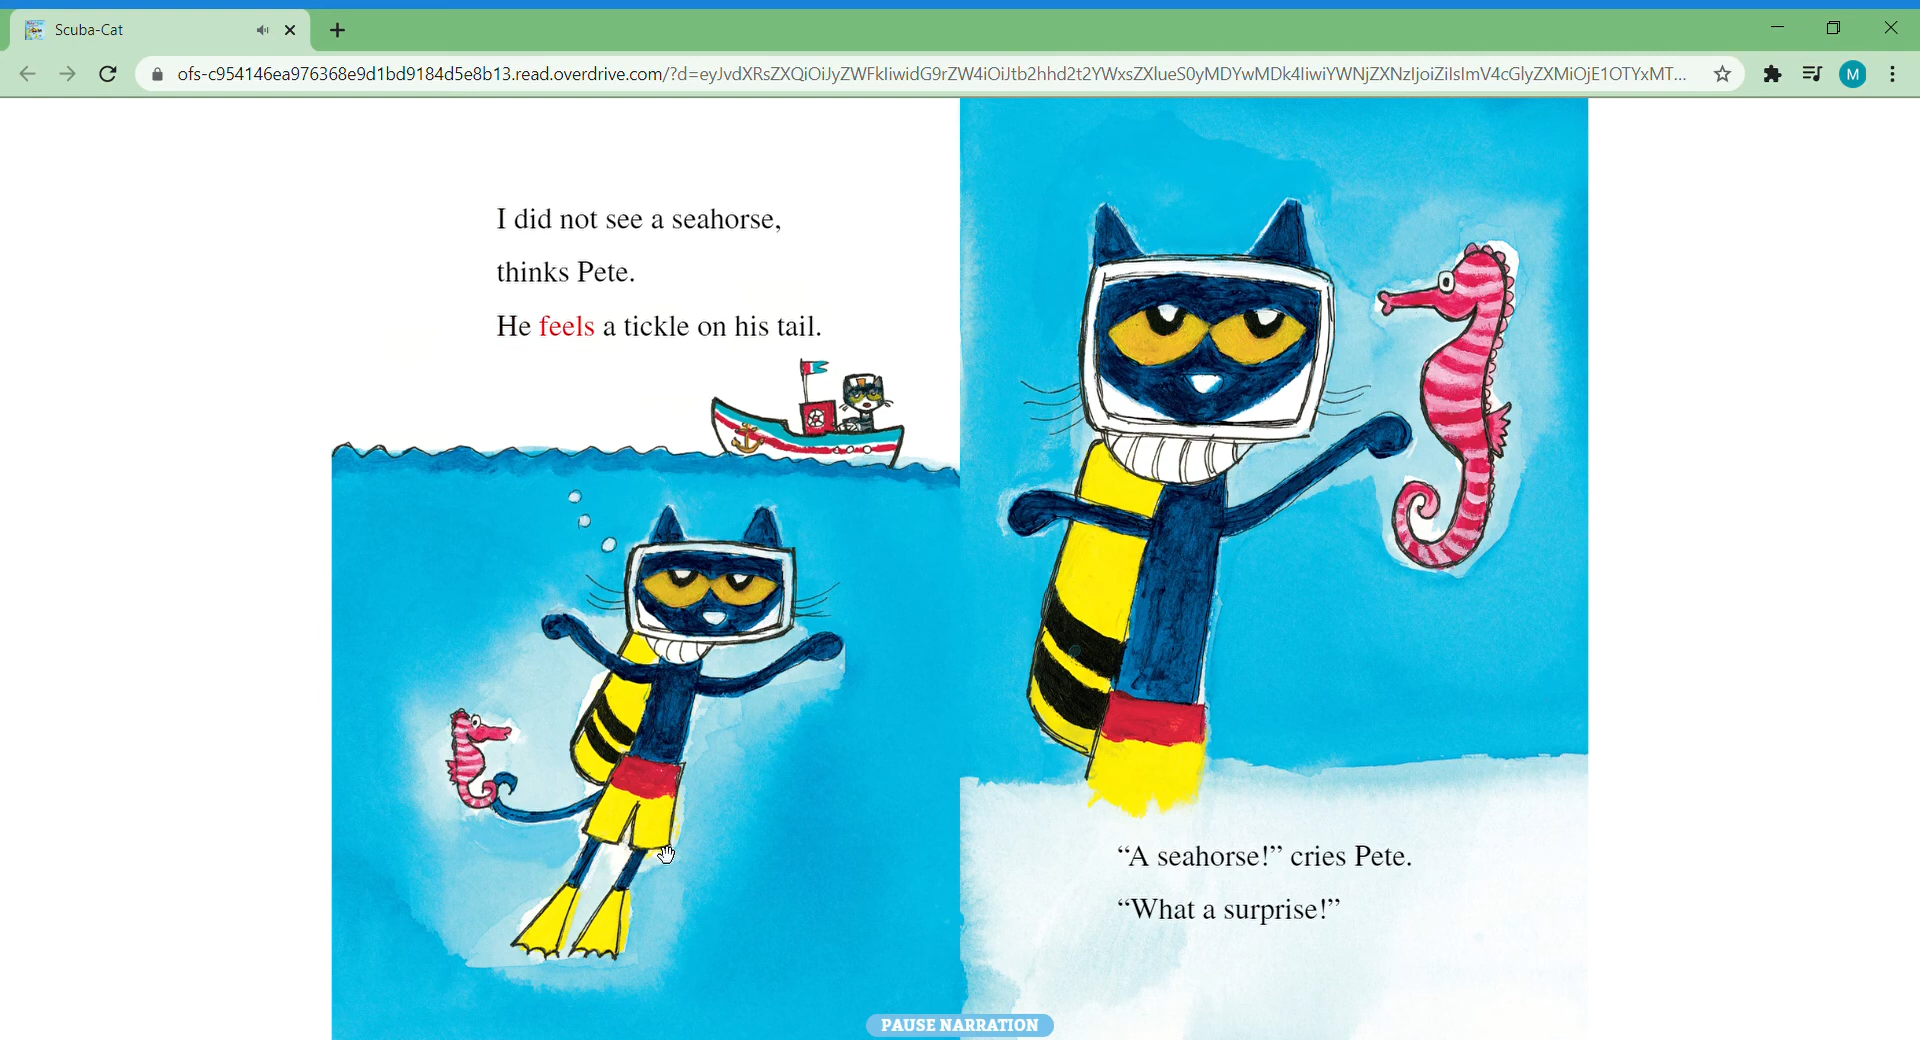 Scuba-Cat
ofs-c954146ea976368e9d1bd9184d5e8b13.read.overdrive.com/?d=eyJvdXRsZXQiOiJyZWFkIiwidG9rZW4iOiJtb2hhd2t2YWxsZXlueS0yMDYwMDk4IiwiYWNjZXNzIjoiZiIsImV4cGlyZXMiOjE1OTYxMT...
M
I did not see a seahorse,
thinks Pete.
He feels a tickle on his tail.
“A seahorse!” cries Pete.
“What a surprise!”
PAUSE NARRATION